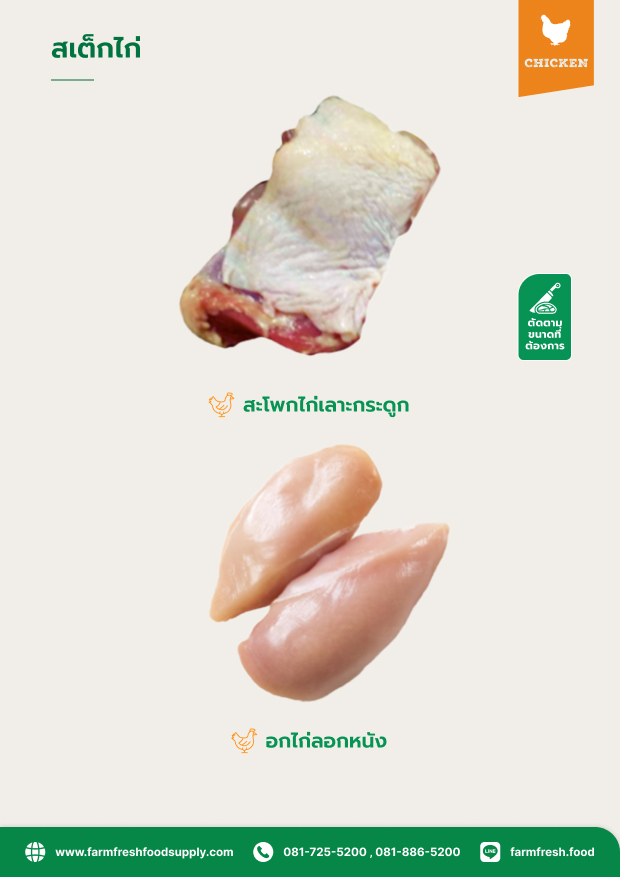 สเต็กไก่
CHICKEN
ตัดตาม
ขนาดที่
ต้องการ
สะโพกไก่เลาะกระดูก
อกไก่ลอกหนัง
www.farmfreshfoodsupply.com
081-725-5200 , 081-886-5200
LINE
farmfresh.food